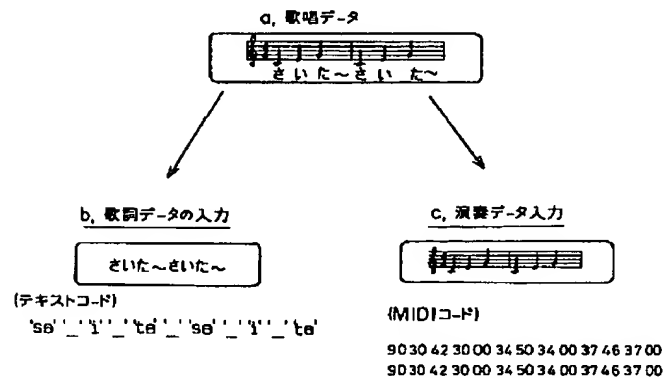 a, 歌唱データ
さ い た～ さ い た～
b, 歌詞データの入力
さいた～さいた～
(テキストコード)
'sa''_'i'_'ta'_'sa'_'i'_'ta'
c, 演奏データ入力
(MIDIコード)
90 30 42 30 00 34 50 34 00 37 46 37 00
90 30 42 30 00 34 50 34 00 37 46 37 00